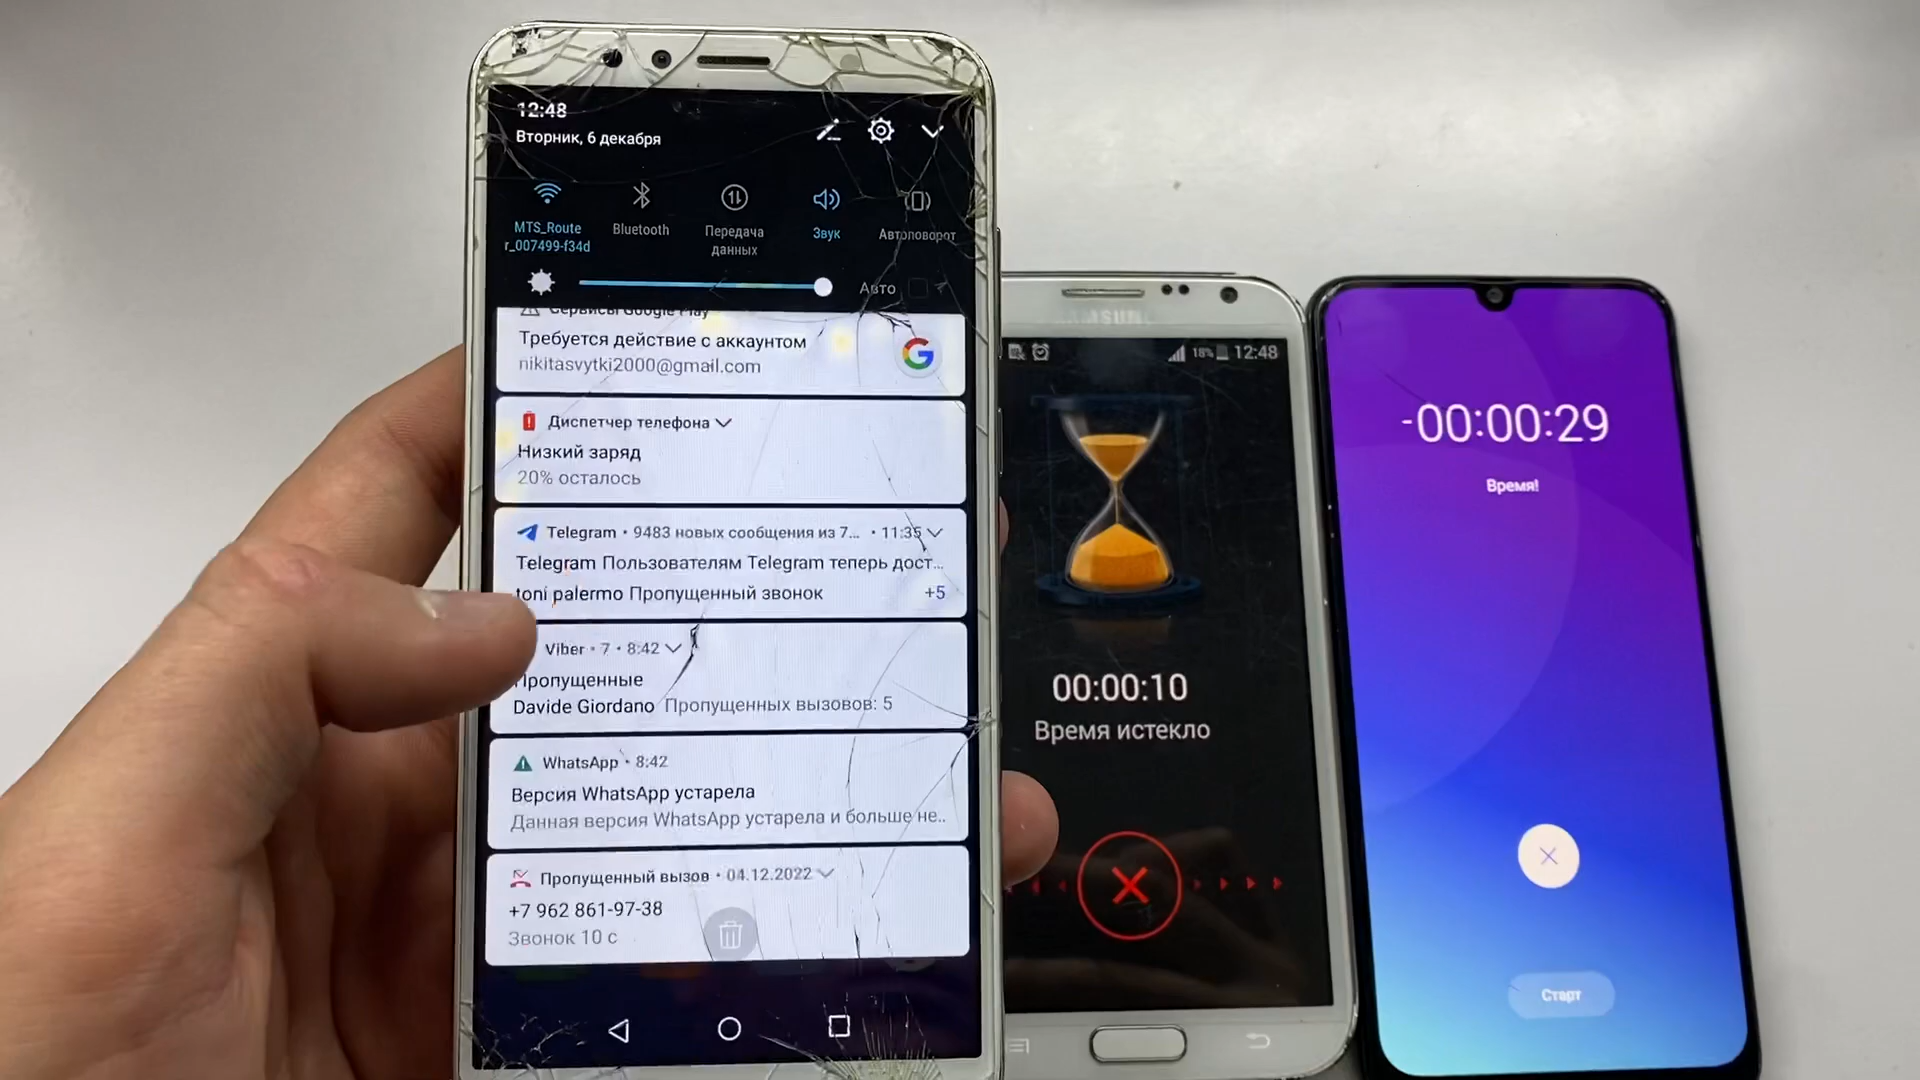 12:48
Вторник, 6 декабря
MTS_Route
r_007499-f34d
Bluetooth
Передача
данных
Звук
Автоповорот
Авто
Сервисы Google Play
Требуется действие с аккаунтом
nikitasvytki2000@gmail.com
Диспетчер телефона
Низкий заряд
20% осталось
Telegram • 9483 новых сообщения из 7... • 11:35
Telegram Пользователям Telegram теперь дост...
toni palermo Пропущенный звонок +5
Viber • 7 • 8:42
Пропущенные
Davide Giordano Пропущенных вызовов: 5
WhatsApp • 8:42
Версия WhatsApp устарела
Данная версия WhatsApp устарела и больше не..
Пропущенный вызов • 04.12.2022
+7 962 861-97-38
Звонок 10 с
SAMSUNG
18% 12:48
00:00:10
Время истекло
-00:00:29
Время!
Старт